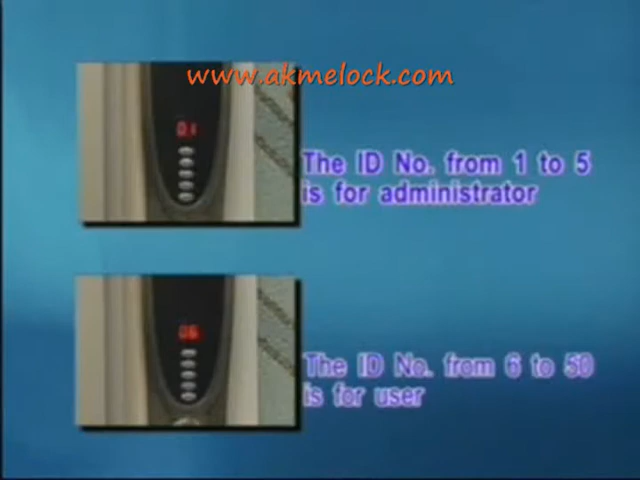 www.akmelock.com
01
The ID No. from 1 to 5
is for administrator
06
The ID No. from 6 to 50
is for user